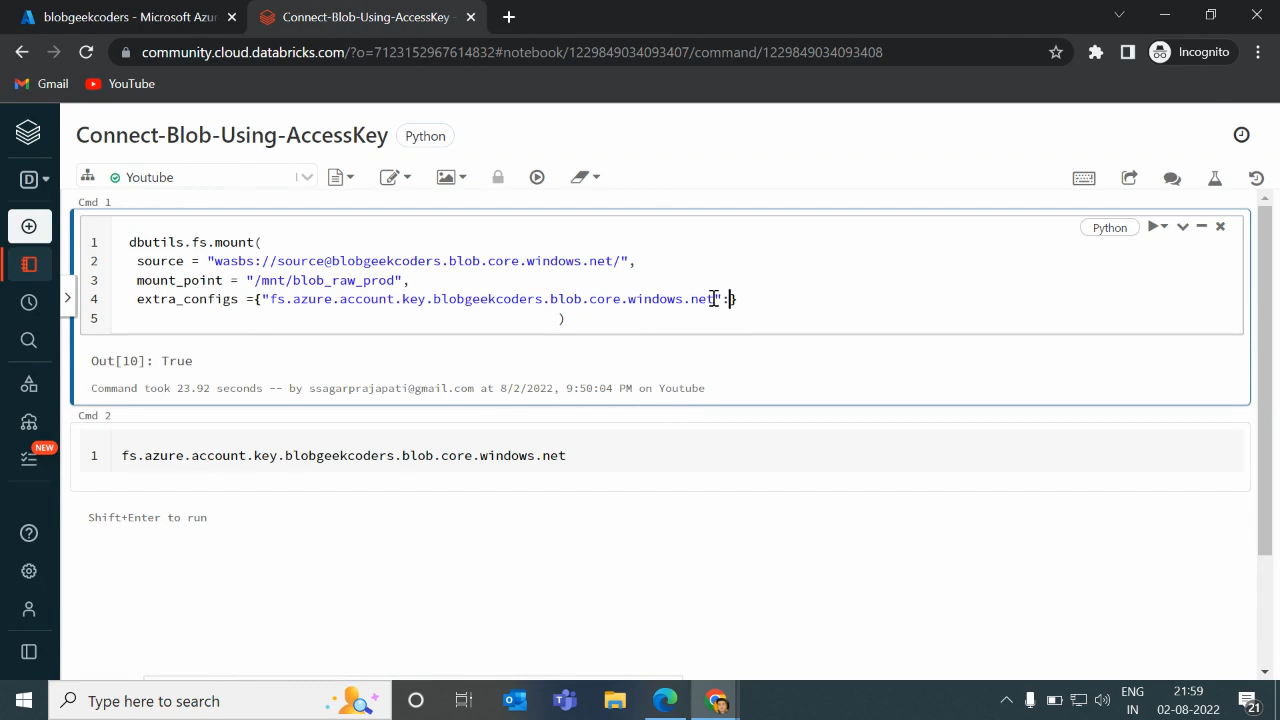 blobgeekcoders - Microsoft Azu
Connect-Blob-Using-AccessKey -
community.cloud.databricks.com/?o=7123152967614832#notebook/1229849034093407/command/1229849034093408
Incognito
Gmail
YouTube
Connect-Blob-Using-AccessKey
Python
D
Youtube
Cmd 1
Python
1 dbutils.fs.mount(
2 source = "wasbs://source@blobgeekcoders.blob.core.windows.net/",
3 mount_point = "/mnt/blob_raw_prod",
4 extra_configs ={"fs.azure.account.key.blobgeekcoders.blob.core.windows.net":}
5 )
Out[10]: True
Command took 23.92 seconds -- by ssagarprajapati@gmail.com at 8/2/2022, 9:50:04 PM on Youtube
Cmd 2
NEW
1 fs.azure.account.key.blobgeekcoders.blob.core.windows.net
Shift+Enter to run
Type here to search
ENG
IN
21:59
02-08-2022
21